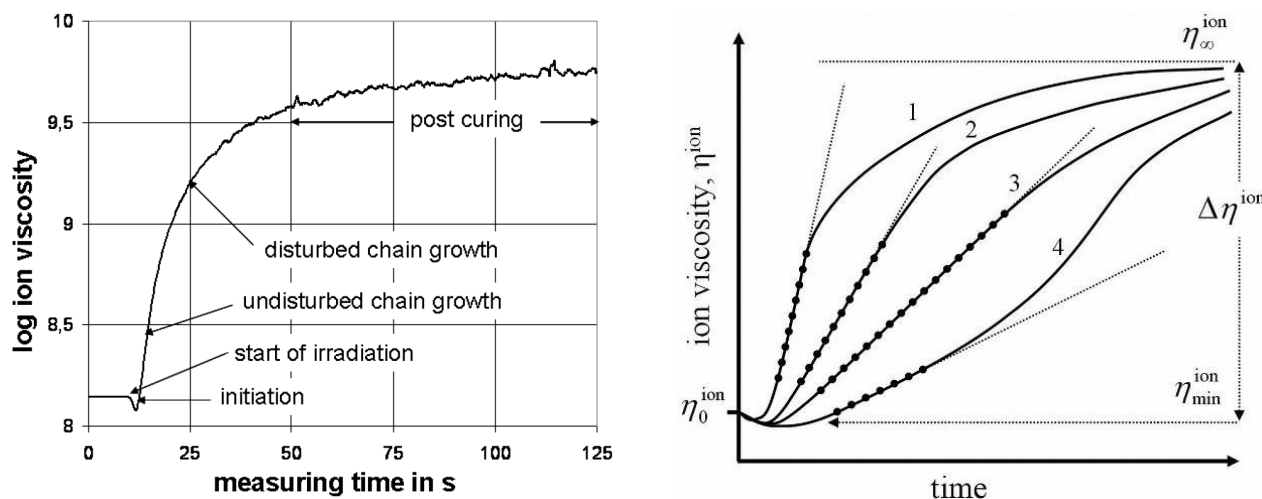 10
9,5
9
8,5
8
log ion viscosity
post curing
disturbed chain growth
undisturbed chain growth
start of irradiation
initiation
0
25
50
75
100
125
measuring time in s
ion viscosity, η^ion
η∞^ion
1
2
3
4
Δη^ion
ηmin^ion
η0^ion
time